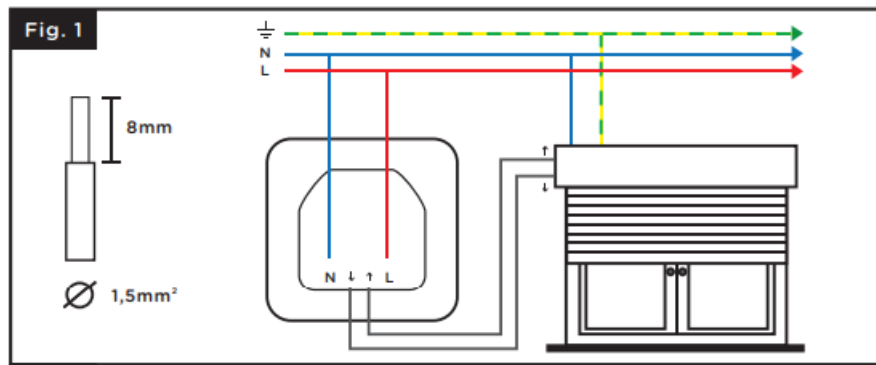 Fig. 1
N
L
8mm
N ↓ ↑ L
↑
↓
⌀ 1,5mm²